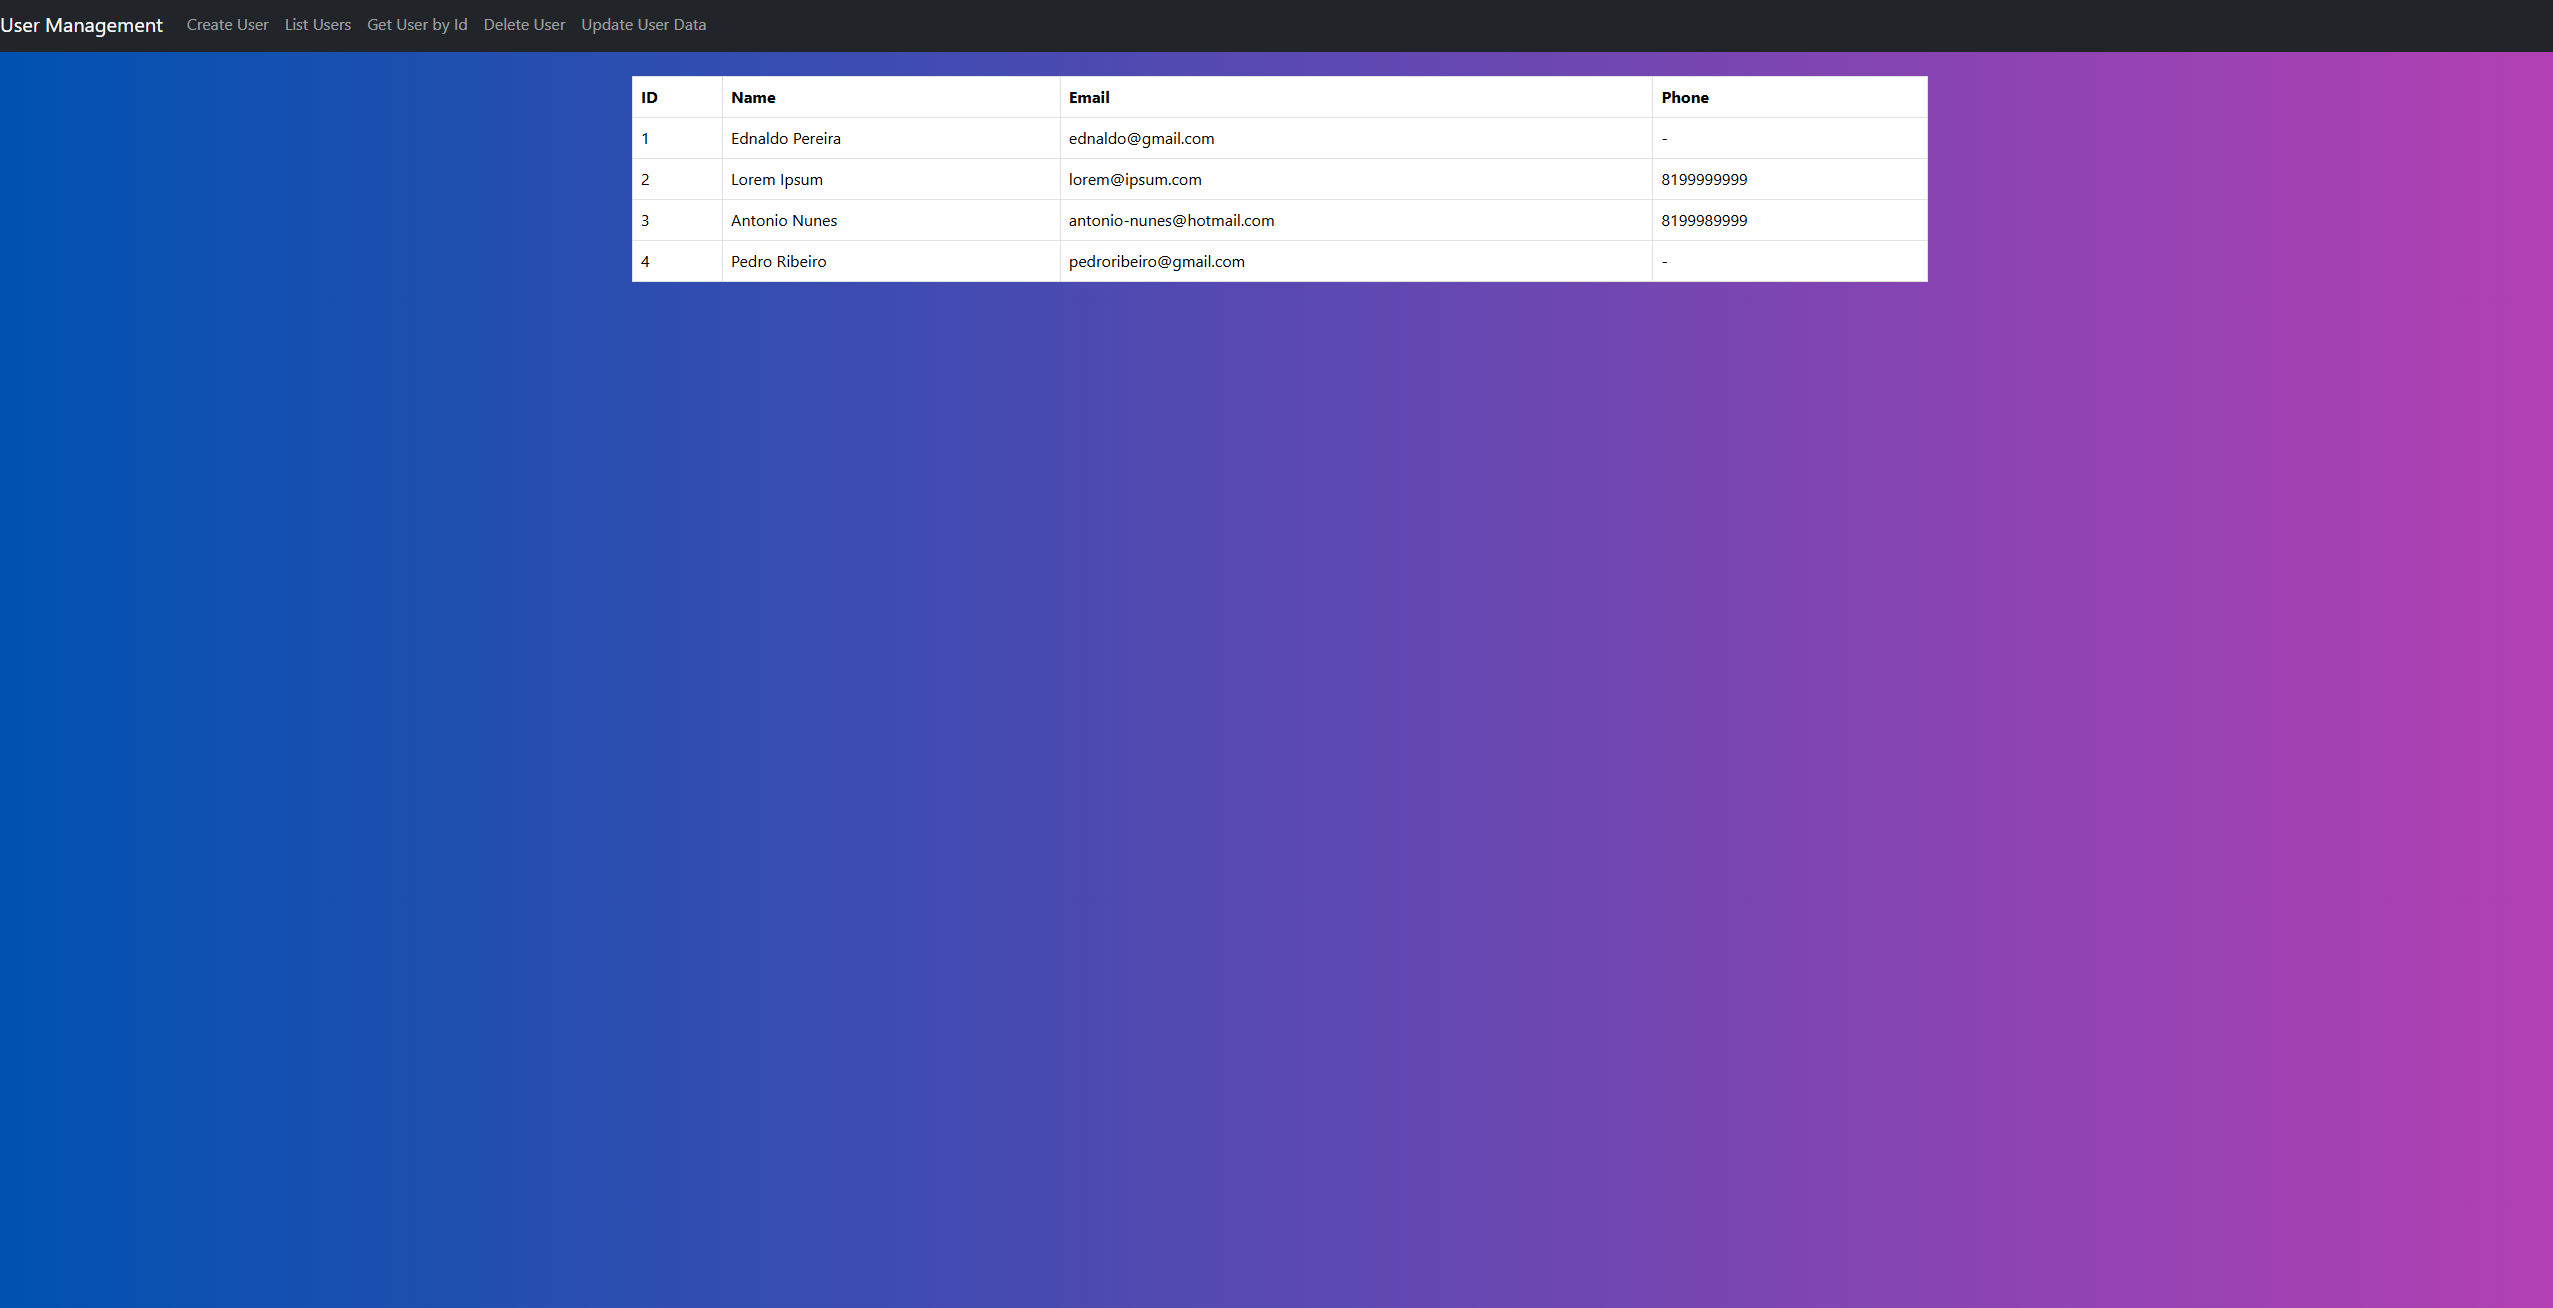 User Management Create User List Users Get User by Id Delete User Update User Data
ID Name Email Phone
1 Ednaldo Pereira ednaldo@gmail.com -
2 Lorem Ipsum lorem@ipsum.com 8199999999
3 Antonio Nunes antonio-nunes@hotmail.com 8199989999
4 Pedro Ribeiro pedroribeiro@gmail.com -